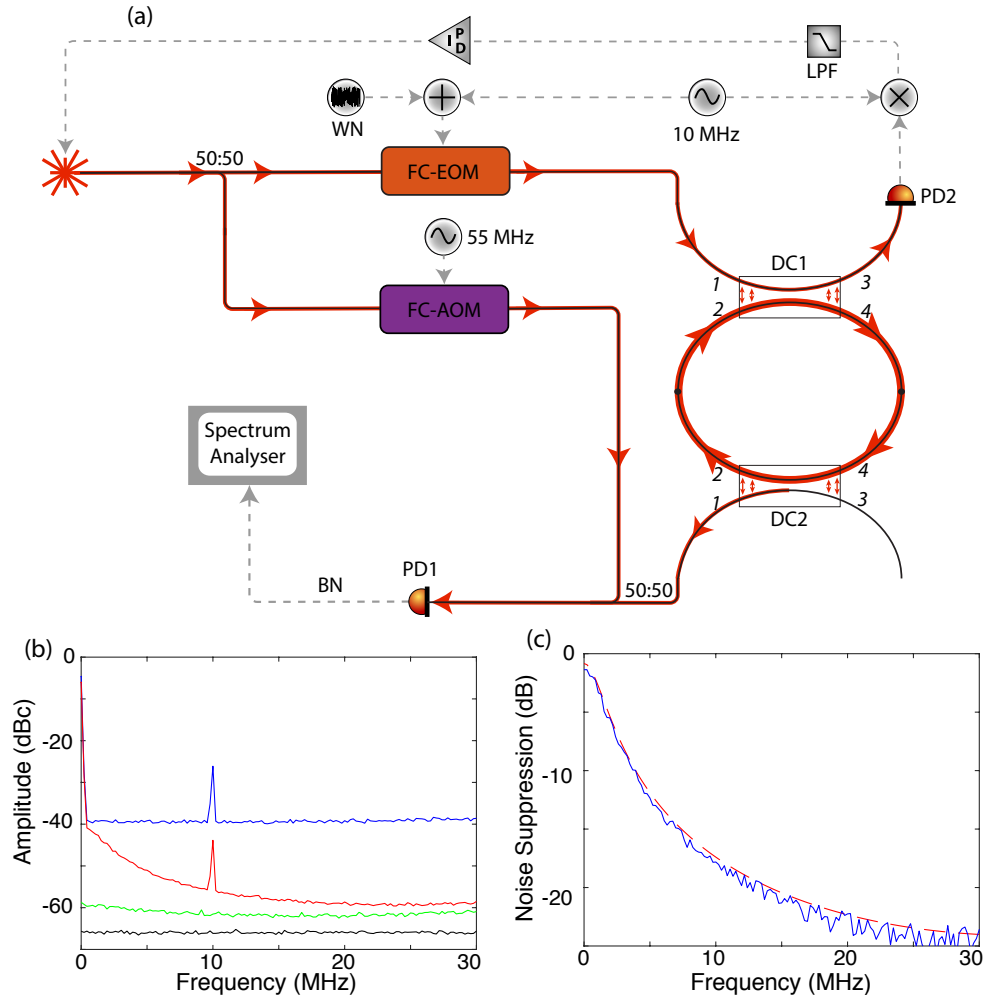 (a)
I P D
LPF
WN
10 MHz
50:50
FC-EOM
PD2
55 MHz
DC1
1
3
2
4
FC-AOM
Spectrum
Analyser
2
4
1
3
DC2
PD1
BN
50:50
(b)
(c)
0
-20
-40
-60
Amplitude (dBc)
0
10
20
30
Frequency (MHz)
0
-10
-20
Noise Suppression (dB)
0
10
20
30
Frequency (MHz)